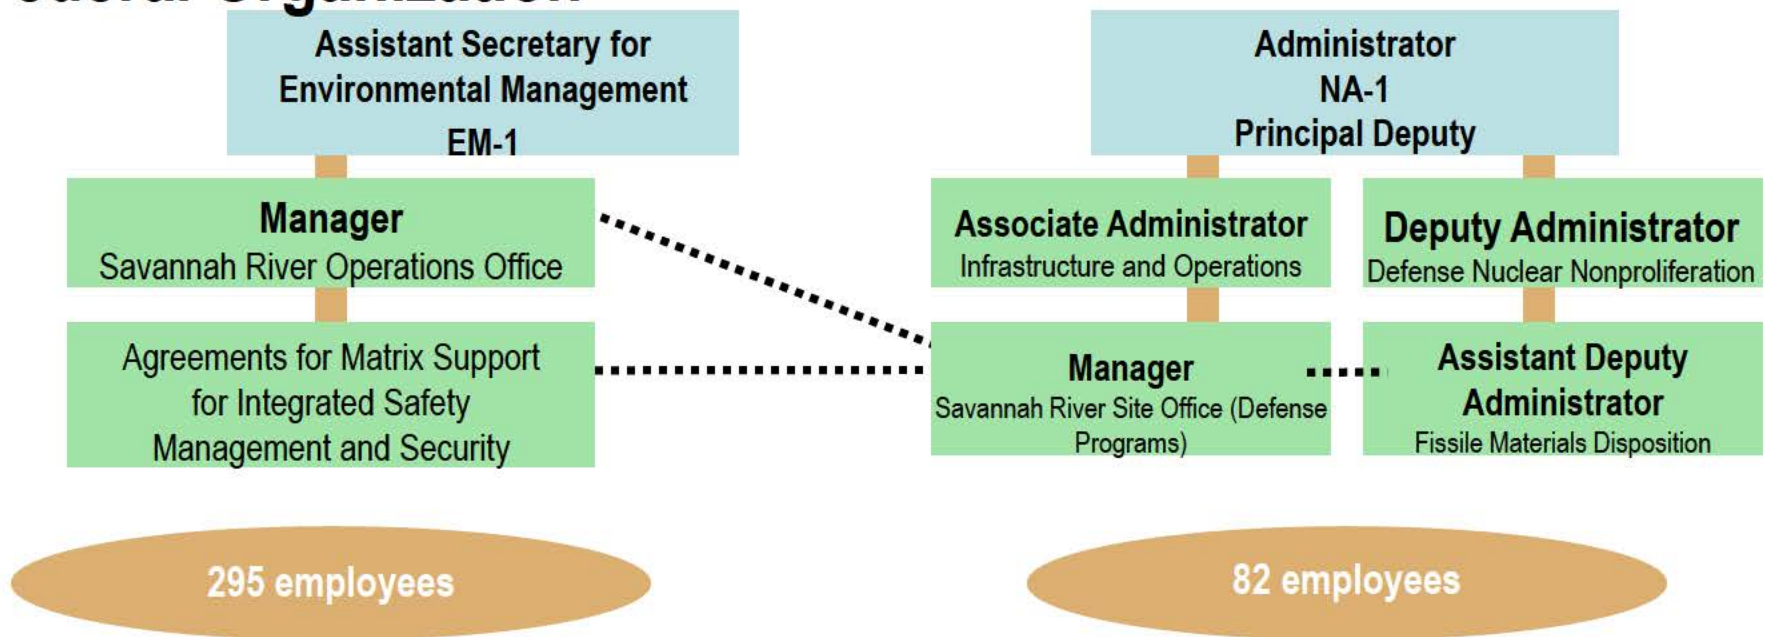 Organization
Assistant Secretary for
Environmental Management
EM-1
Manager
Savannah River Operations Office
Agreements for Matrix Support
for Integrated Safety
Management and Security
295 employees
Administrator
NA-1
Principal Deputy
Associate Administrator
Infrastructure and Operations
Deputy Administrator
Defense Nuclear Nonproliferation
Manager
Savannah River Site Office (Defense
Programs)
Assistant Deputy
Administrator
Fissile Materials Disposition
82 employees